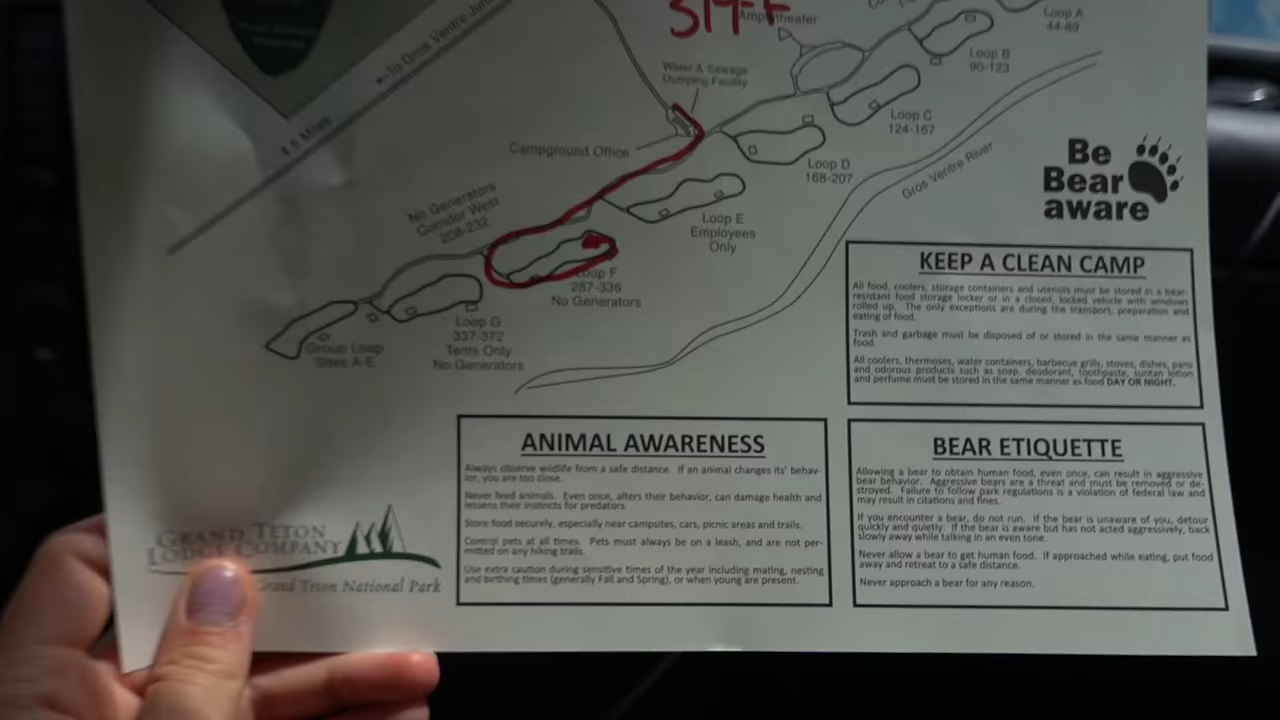 Amphitheater
Loop A
44-89
Loop B
90-123
To Gros Ventre
Water & Sewage
Dumping Facility
Loop C
124-167
4.8 Miles
Campground Office
Loop D
168-207
Gros Ventre River
Be
Bear
aware
No Generators
Corridor West
208-232
Loop E
Employees
Only
Loop F
287-336
No Generators
Loop G
337-372
Tents Only
No Generators
Group Loop
Sites A-E
KEEP A CLEAN CAMP
All food, coolers, storage containers and utensils must be stored in a bear-
resistant food storage locker or in a closed, locked vehicle with windows
rolled up. The only exceptions are during the transport, preparation and
eating of food.
Trash and garbage must be disposed of or stored in the same manner as
food.
All coolers, thermoses, water containers, barbecue grills, stoves, dishes, pans
and odorous products such as soap, deodorant, toothpaste, suntan lotion
and perfume must be stored in the same manner as food DAY OR NIGHT.
ANIMAL AWARENESS
Always observe wildlife from a safe distance. If an animal changes its' behav-
ior, you are too close.
Never feed animals. Even once, alters their behavior, can damage health and
lessens their instincts for predators.
Store food securely, especially near campsites, cars, picnic areas and trails.
Control pets at all times. Pets must always be on a leash, and are not per-
mitted on any hiking trails.
Use extra caution during sensitive times of the year including mating, nesting
and birthing times (generally Fall and Spring), or when young are present.
BEAR ETIQUETTE
Allowing a bear to obtain human food, even once, can result in aggressive
bear behavior. Aggressive bears are a threat and must be removed or de-
stroyed. Failure to follow park regulations is a violation of federal law and
may result in citations and fines.
If you encounter a bear, do not run. If the bear is unaware of you, detour
quickly and quietly. If the bear is aware but has not acted aggressively, back
slowly away while talking in an even tone.
Never allow a bear to get human food. If approached while eating, put food
away and retreat to a safe distance.
Never approach a bear for any reason.
GRAND TETON
LODGE COMPANY
Grand Teton National Park